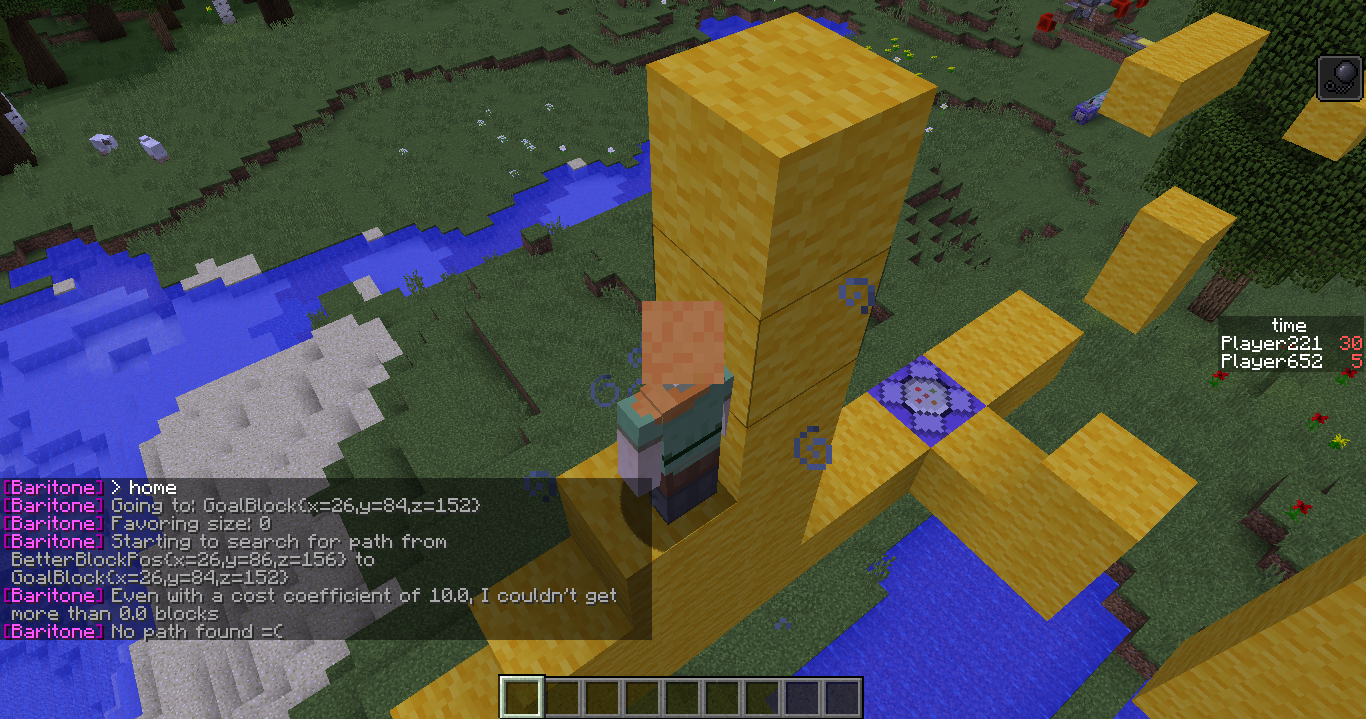 time
Player221 30
Player652 5
[Baritone] > home
[Baritone] Going to: GoalBlock{x=26,y=84,z=152}
[Baritone] Favoring size: 0
[Baritone] Starting to search for path from
BetterBlockPos{x=26,y=86,z=156} to
GoalBlock{x=26,y=84,z=152}
[Baritone] Even with a cost coefficient of 10.0, I couldn't get
more than 0.0 blocks
[Baritone] No path found =(